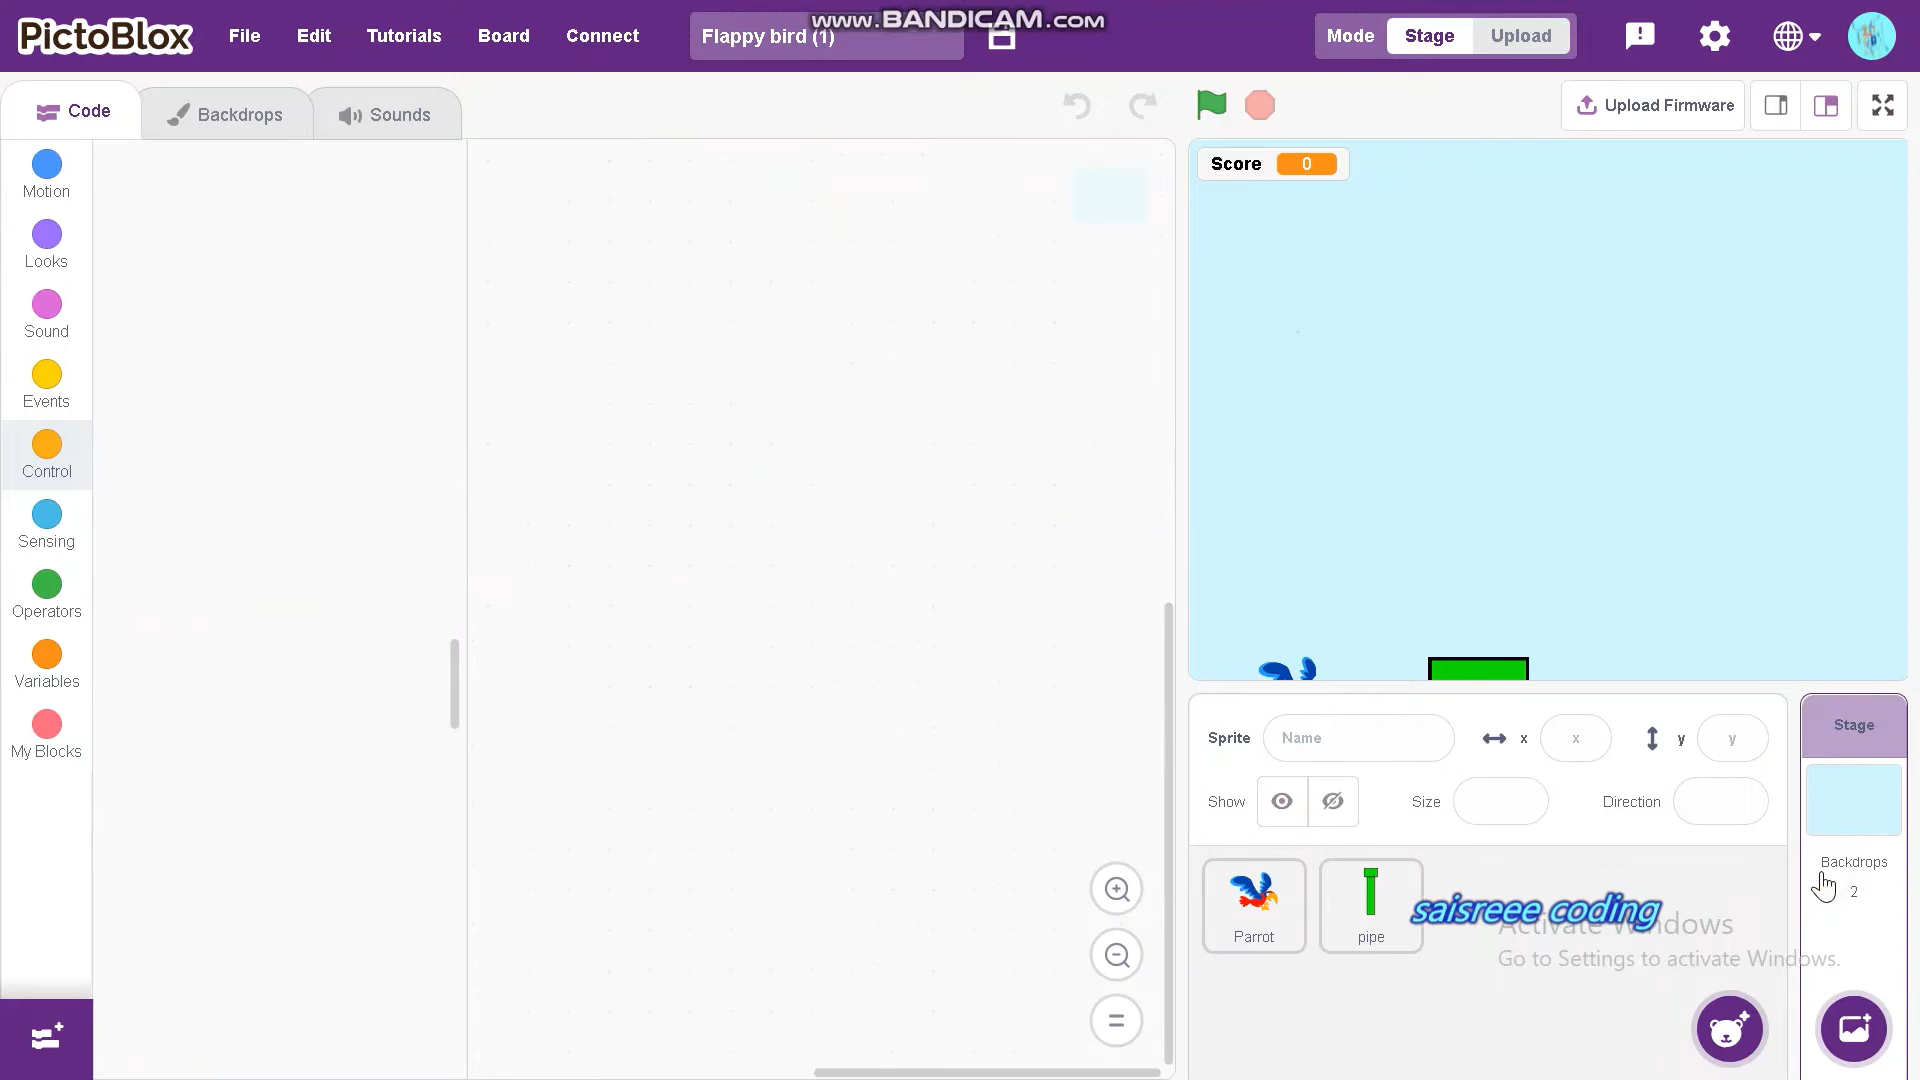 www.BANDICAM.com
PictoBlox
File
Edit
Tutorials
Board
Connect
Flappy bird (1)
Mode
Stage
Upload
Code
Backdrops
Sounds
Upload Firmware
Motion
Looks
Sound
Events
Control
Sensing
Operators
Variables
My Blocks
Score 0
Sprite
Name
x
x
y
y
Show
Size
Direction
Stage
Backdrops
2
Parrot
pipe
saisreee coding
Activate Windows
Go to Settings to activate Windows.